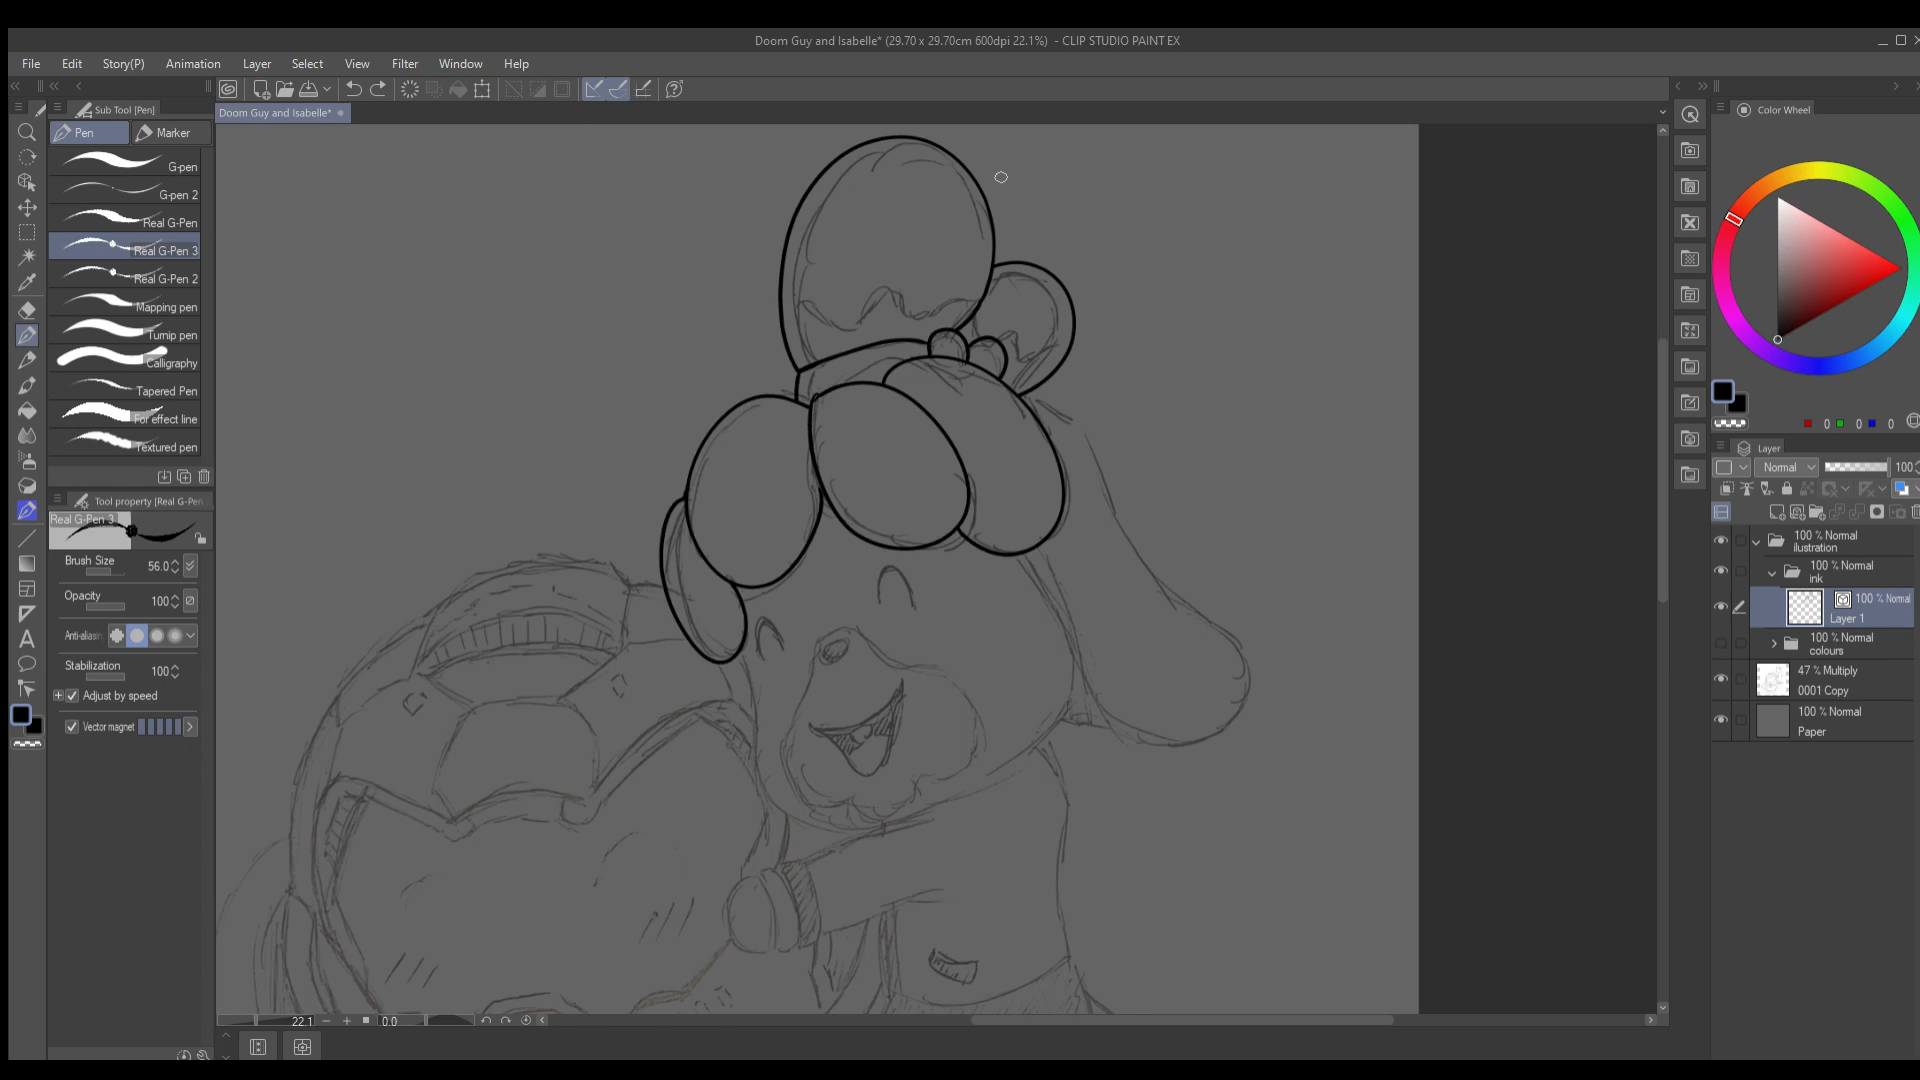 Doom Guy and Isabelle* (29.70 x 29.70cm 600dpi 22.1%) - CLIP STUDIO PAINT EX
File Edit Story(P) Animation Layer Select View Filter Window Help
Sub Tool [Pen]
Doom Guy and Isabelle*
Color Wheel
Pen Marker
G-pen
G-pen 2
Real G-Pen
Real G-Pen 3
Real G-Pen 2
Mapping pen
Turnip pen
Calligraphy
Tapered Pen
For effect line
Textured pen
Tool property [Real G-Pen
Real G-Pen 3
Brush Size 56.0
Opacity 100
Anti-aliasin
Stabilization 100
Adjust by speed
Vector magnet
A
0 0 0
Layer
Normal 100
100 % Normal
ilustration
100 % Normal
ink
100 % Normal
Layer 1
100 % Normal
colours
47 % Multiply
0001 Copy
100 % Normal
Paper
22.1 0.0